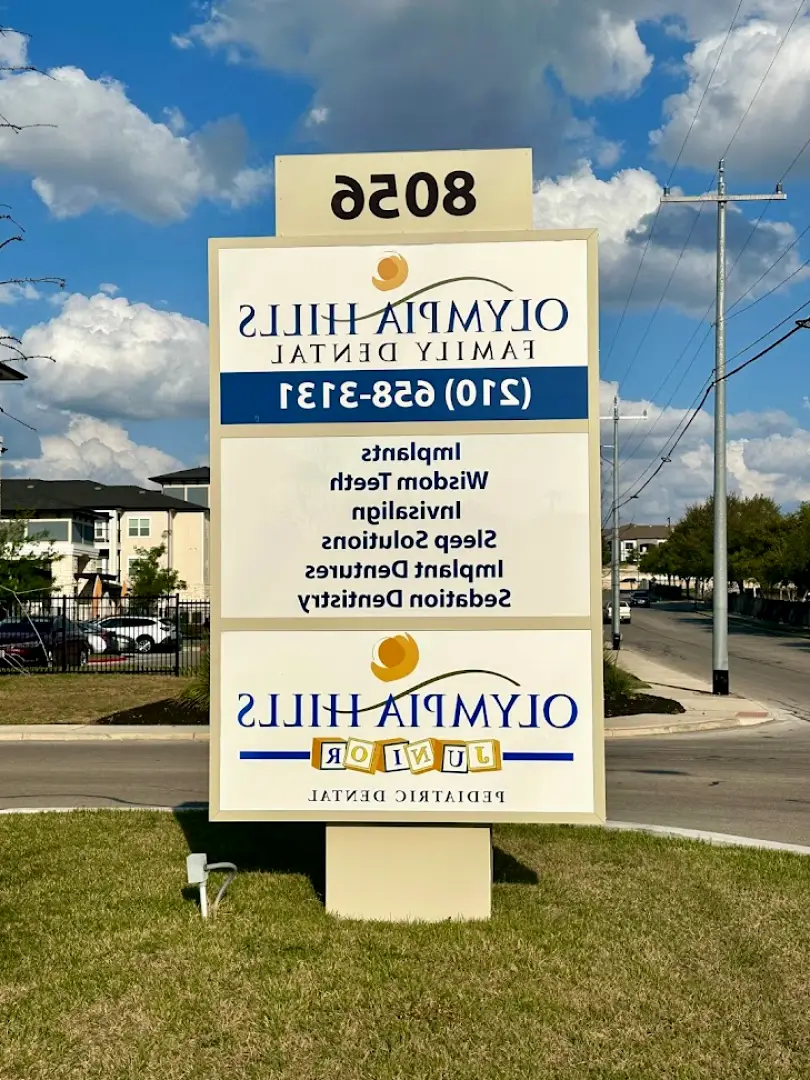 8056
OLYMPIA HILLS
FAMILY DENTAL
(210) 658-3131
Implants
Wisdom Teeth
Invisalign
Sleep Solutions
Implant Dentures
Sedation Dentistry
OLYMPIA HILLS
JUNIOR
PEDIATRIC DENTAL